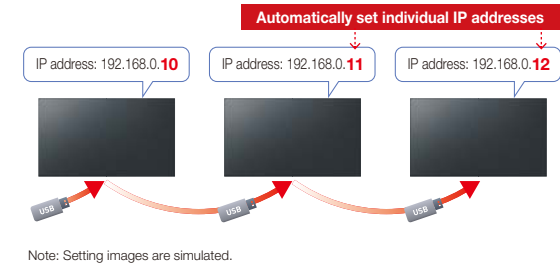 Automatically set individual IP addresses
IP address: 192.168.0.10
IP address: 192.168.0.11
IP address: 192.168.0.12
USB
USB
USB
Note: Setting images are simulated.